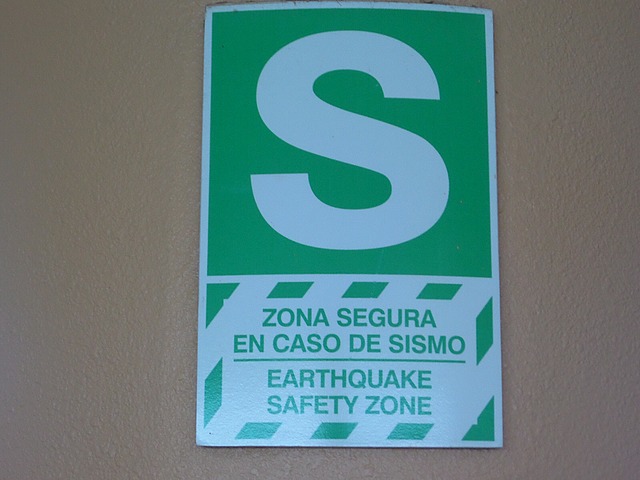 S
ZONA SEGURA
EN CASO DE SISMO
EARTHQUAKE
SAFETY ZONE